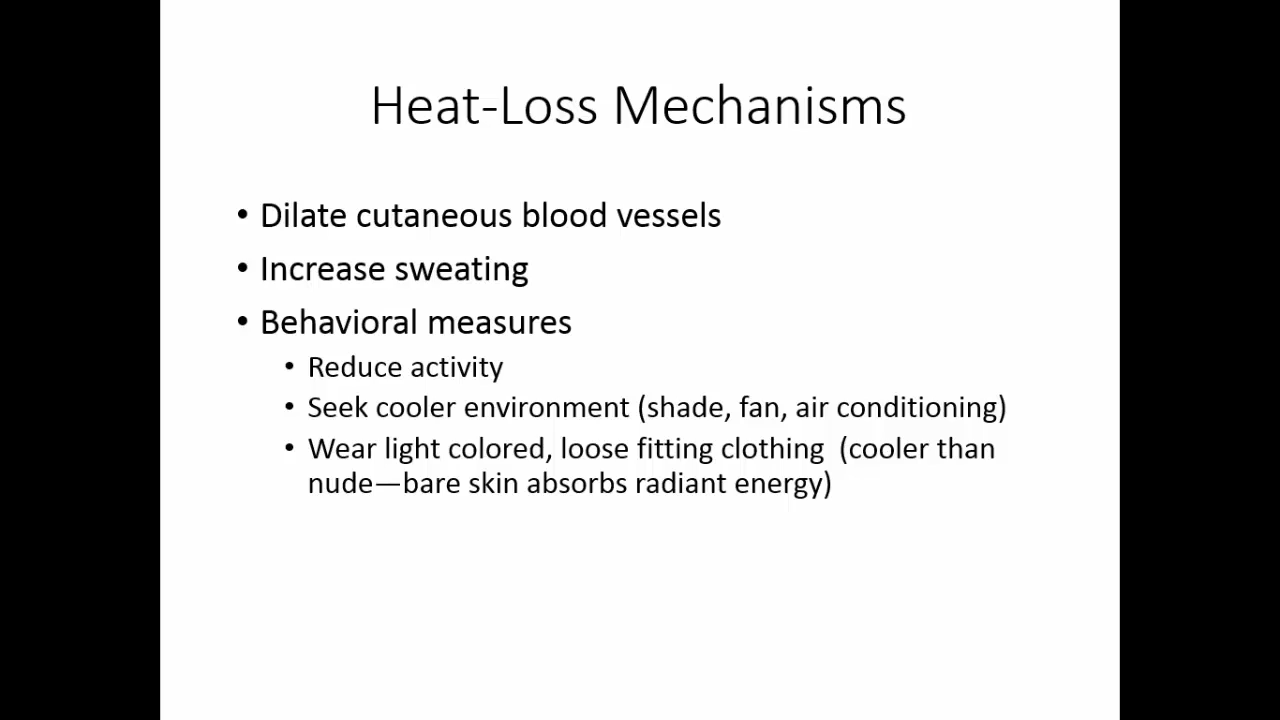 Heat-Loss Mechanisms
• Dilate cutaneous blood vessels
• Increase sweating
• Behavioral measures
• Reduce activity
• Seek cooler environment (shade, fan, air conditioning)
• Wear light colored, loose fitting clothing  (cooler than
nude—bare skin absorbs radiant energy)